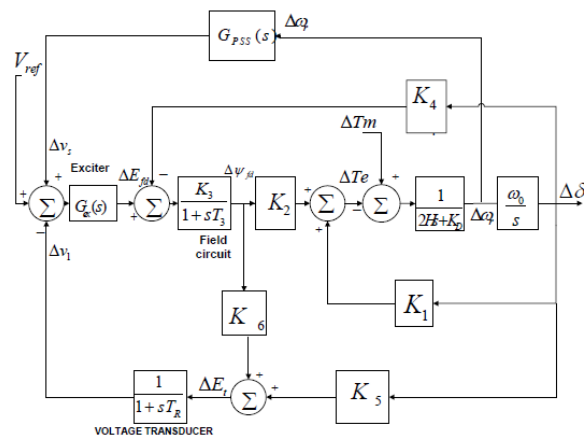 G_PSS(s)
Δω_r
V_ref
K_4
ΔTm
Δv_s
+
Exciter
ΔE_fd
−
Δψ_fd
ΔTe
+
+
Σ
G_ex(s)
+
Σ
K_3
1 + sT_3
K_2
+
Σ
−
Σ
+
1
2Hs+K_D
Δω_r
ω_0
s
Δδ
−
Δv_1
Field
circuit
+
K_6
K_1
+
1
1 + sT_R
ΔE_t
Σ
+
K_5
VOLTAGE TRANSDUCER